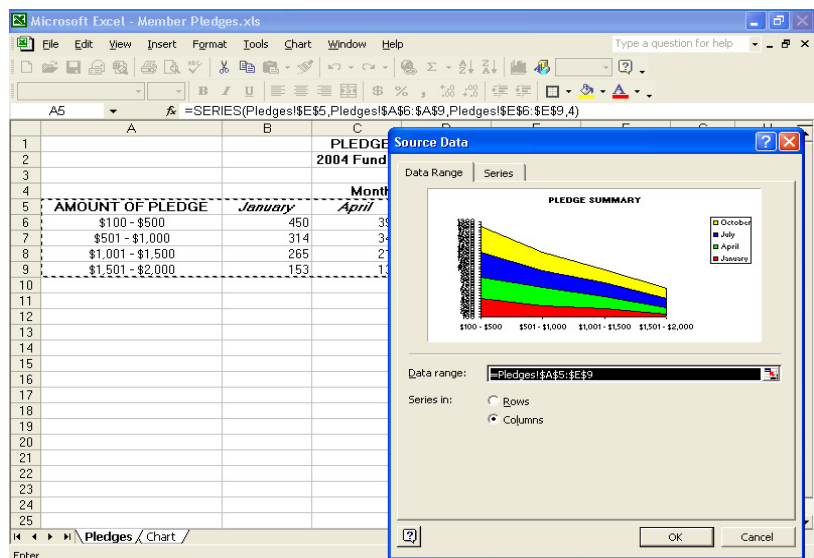 Microsoft Excel - Member Pledges.xls
File Edit View Insert Format Tools Chart Window Help Type a question for help
A5 fx =SERIES(Pledges!$E$5,Pledges!$A$6:$A$9,Pledges!$E$6:$E$9,4)
A B C
1 PLEDGE
2 2004 Fund
3
4 Month
5 AMOUNT OF PLEDGE January April
6 $100 - $500 450 39
7 $501 - $1,000 314 34
8 $1,001 - $1,500 265 21
9 $1,501 - $2,000 153 13
10
11
12
13
14
15
16
17
18
19
20
21
22
23
24
25
Source Data
Data Range Series
PLEDGE SUMMARY
October
July
April
January
$100 - $500 $501 - $1,000 $1,001 - $1,500 $1,501 - $2,000
Data range: =Pledges!$A$5:$E$9
Series in: Rows
Columns
OK Cancel
Pledges Chart
Enter